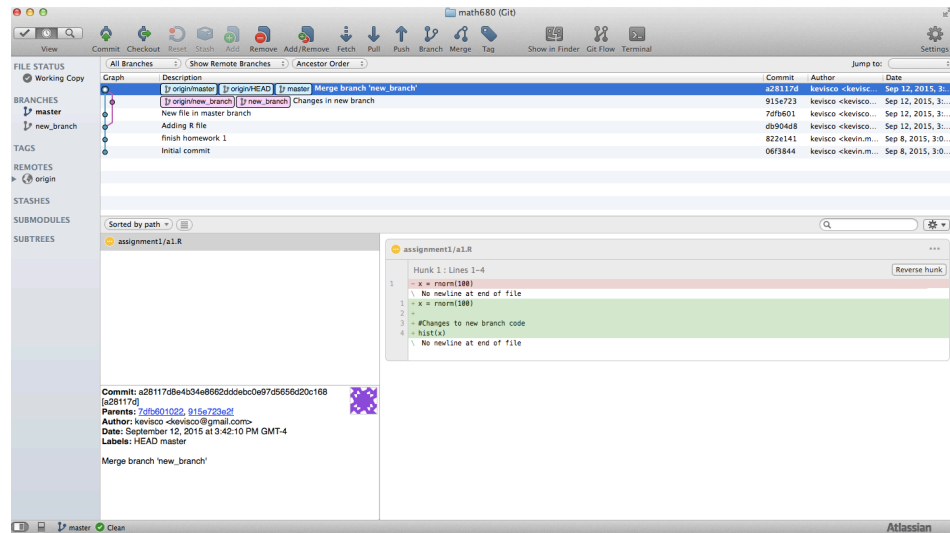 math680 (Git)
View Commit Checkout Reset Stash Add Remove Add/Remove Fetch Pull Push Branch Merge Tag Show in Finder Git Flow Terminal Settings
All Branches Show Remote Branches Ancestor Order Jump to:
Graph Description Commit Author Date
origin/master origin/HEAD master Merge branch 'new_branch' a28117d kevisco <kevisc... Sep 12, 2015, 3:...
origin/new_branch new_branch Changes in new branch 915e723 kevisco <kevisco... Sep 12, 2015, 3:...
New file in master branch 7dfb601 kevisco <kevisco... Sep 12, 2015, 3:...
Adding R file db904d8 kevisco <kevisco... Sep 12, 2015, 3:...
finish homework 1 822e141 kevisco <kevin.m... Sep 8, 2015, 3:0...
Initial commit 06f3844 kevisco <kevin.m... Sep 8, 2015, 3:0...
FILE STATUS
Working Copy
BRANCHES
master
new_branch
TAGS
REMOTES
origin
STASHES
SUBMODULES
SUBTREES
Sorted by path
assignment1/a1.R
assignment1/a1.R
Hunk 1 : Lines 1-4 Reverse hunk
1 - x = rnorm(100)
\ No newline at end of file
1 + x = rnorm(100)
2 +
3 + #Changes to new branch code
4 + hist(x)
\ No newline at end of file
Commit: a28117d8e4b34e8662dddebc0e97d5656d20c168
[a28117d]
Parents: 7dfb601022, 915e723e2f
Author: kevisco <kevisco@gmail.com>
Date: September 12, 2015 at 3:42:10 PM GMT-4
Labels: HEAD master
Merge branch 'new_branch'
master Clean Atlassian